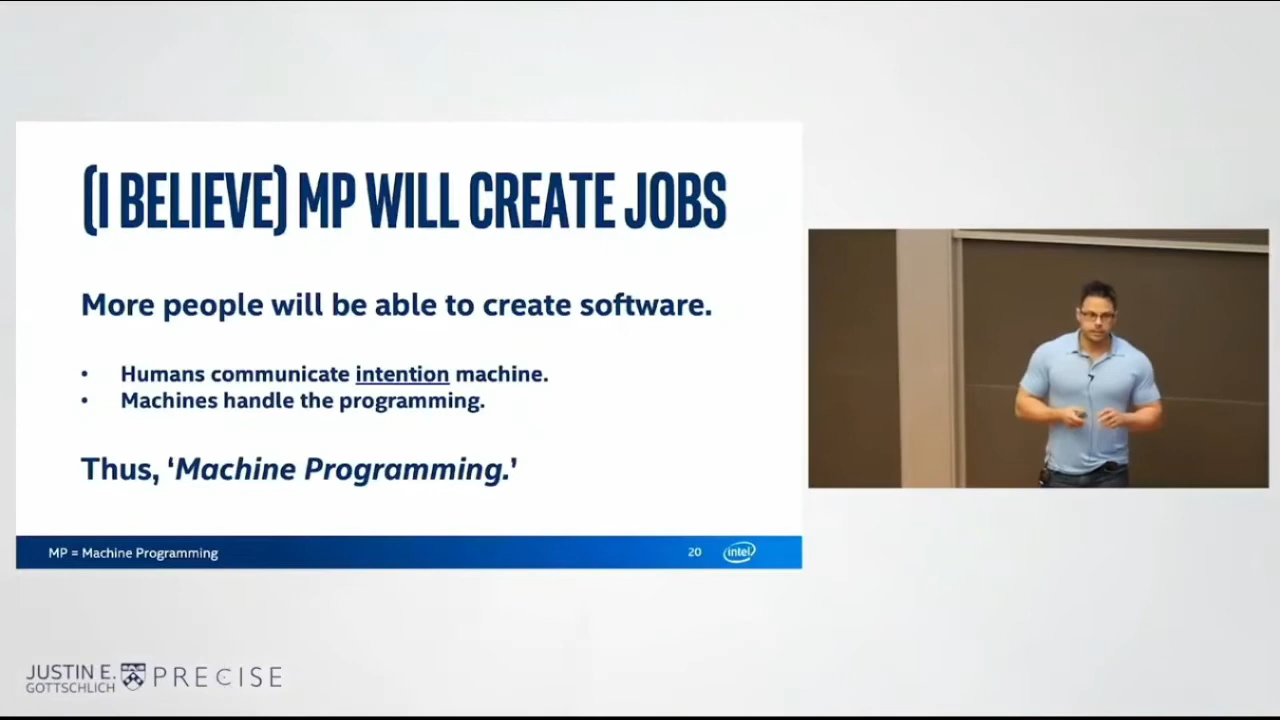 (I BELIEVE) MP WILL CREATE JOBS
More people will be able to create software.
• Humans communicate intention machine.
• Machines handle the programming.
Thus, ‘Machine Programming.’
MP = Machine Programming
20
intel
JUSTIN E.
GOTTSCHLICH
PRECISE